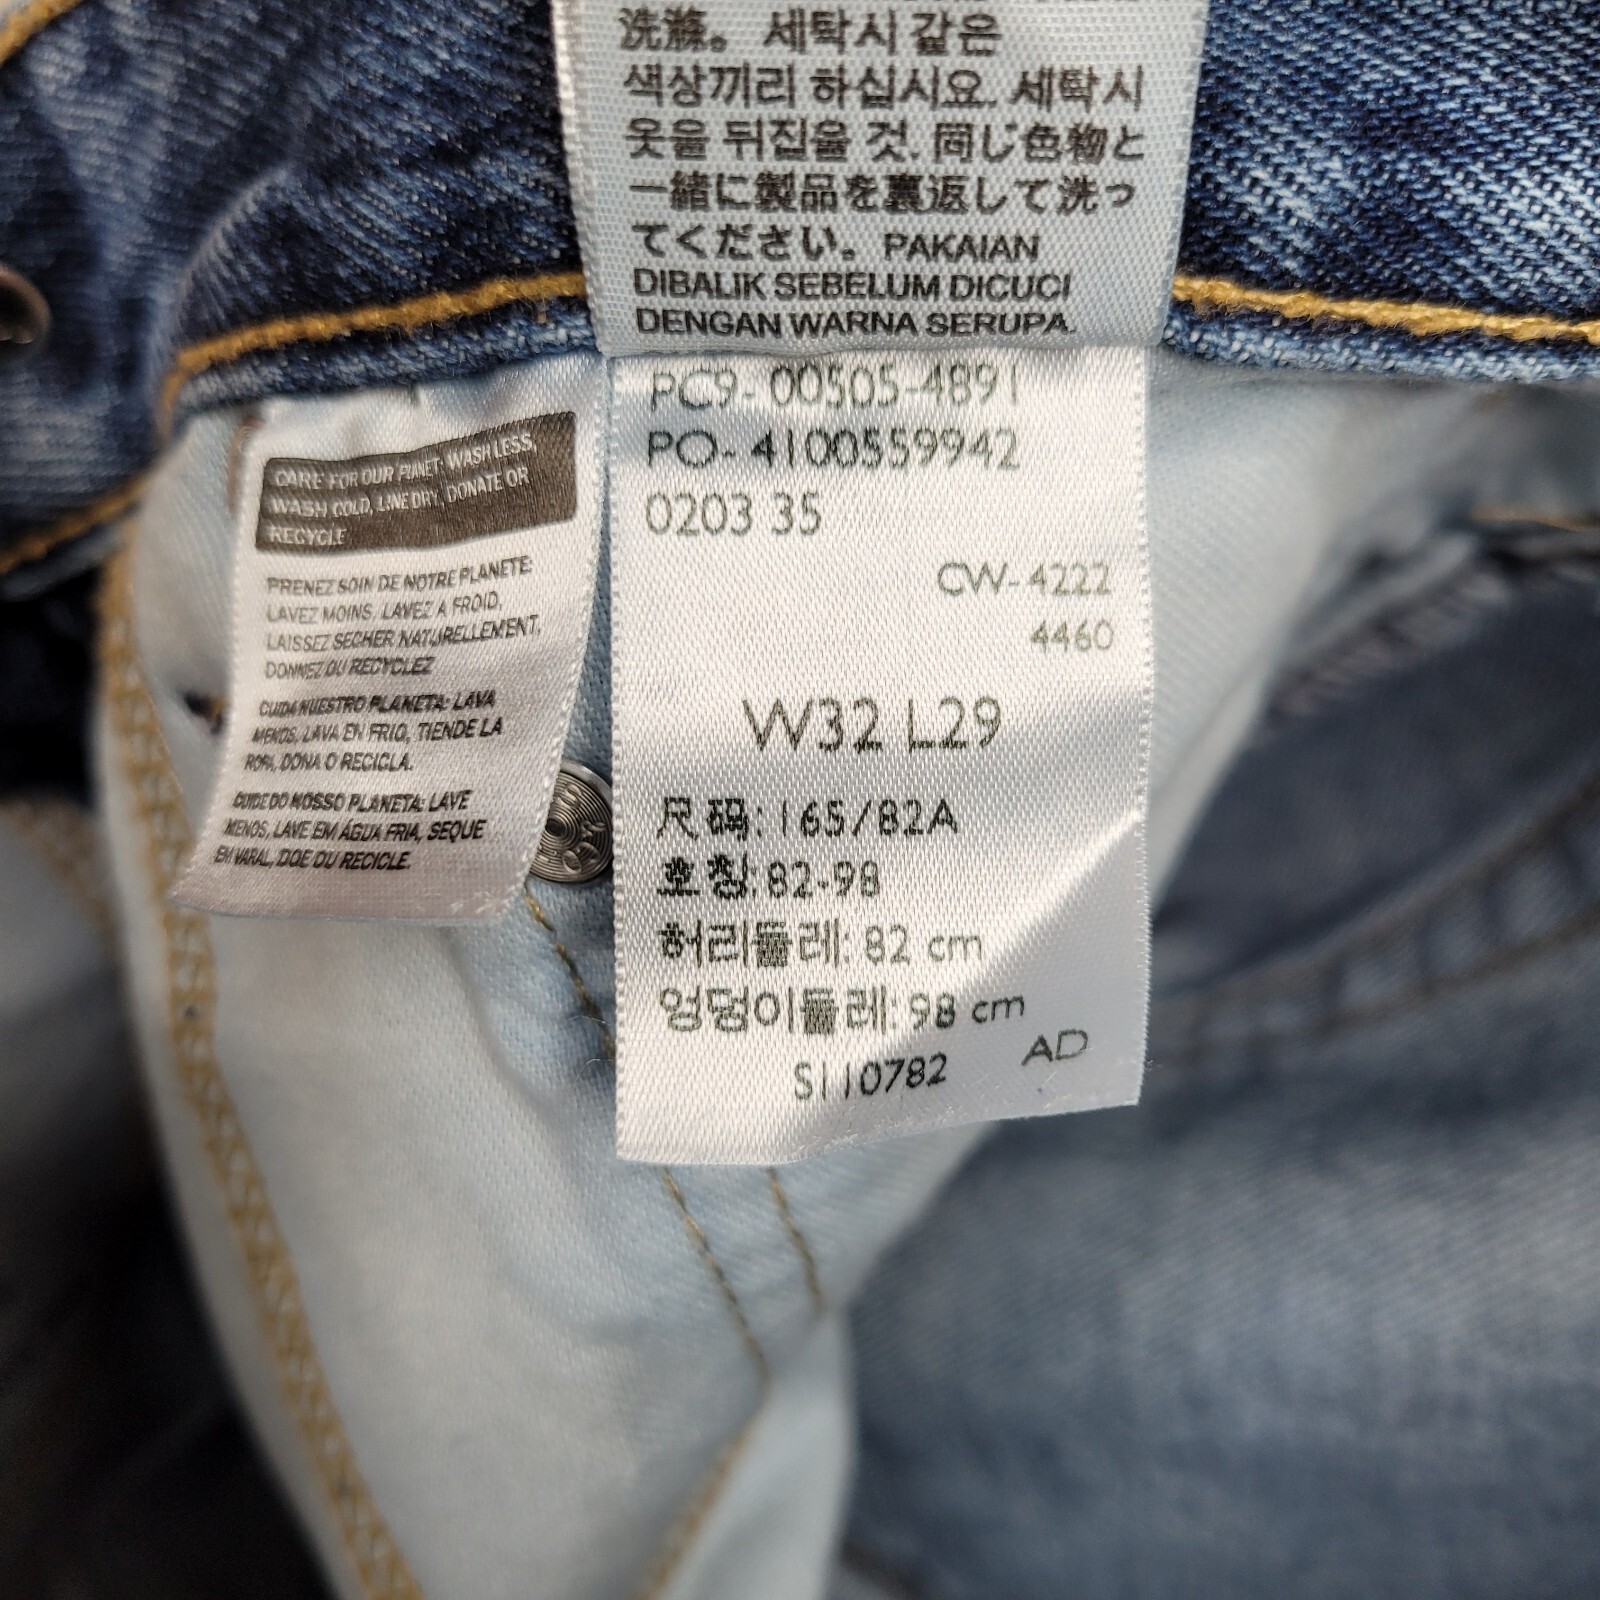 洗滌。 세탁시 같은
색상끼리 하십시요. 세탁시
옷을 뒤집을 것. 同じ色物と
一緒に製品を裏返して洗っ
てください。PAKAIAN
DIBALIK SEBELUM DICUCI
DENGAN WARNA SERUPA.
CARE FOR OUR PLANET: WASH LESS,
WASH COLD, LINE DRY, DONATE OR
RECYCLE
PRENEZ SOIN DE NOTRE PLANETE:
LAVEZ MOINS, LAVEZ A FROID,
LAISSEZ SECHER NATURELLEMENT,
DONNEZ OU RECYCLEZ
CUIDA NUESTRO PLANETA: LAVA
MENOS, LAVA EN FRIO, TIENDE LA
ROPA, DONA O RECICLA.
CUIDE DO NOSSO PLANETA: LAVE
MENOS, LAVE EM ÁGUA FRIA, SEQUE
EM VARAL, DOE OU RECICLE.
PC9-00505-4891
PO-4100559942
0203 35
CW-4222
4460
W32 L29
尺码: 165/82A
호칭: 82-98
허리둘레: 82 cm
엉덩이둘레: 98 cm
S110782 AD